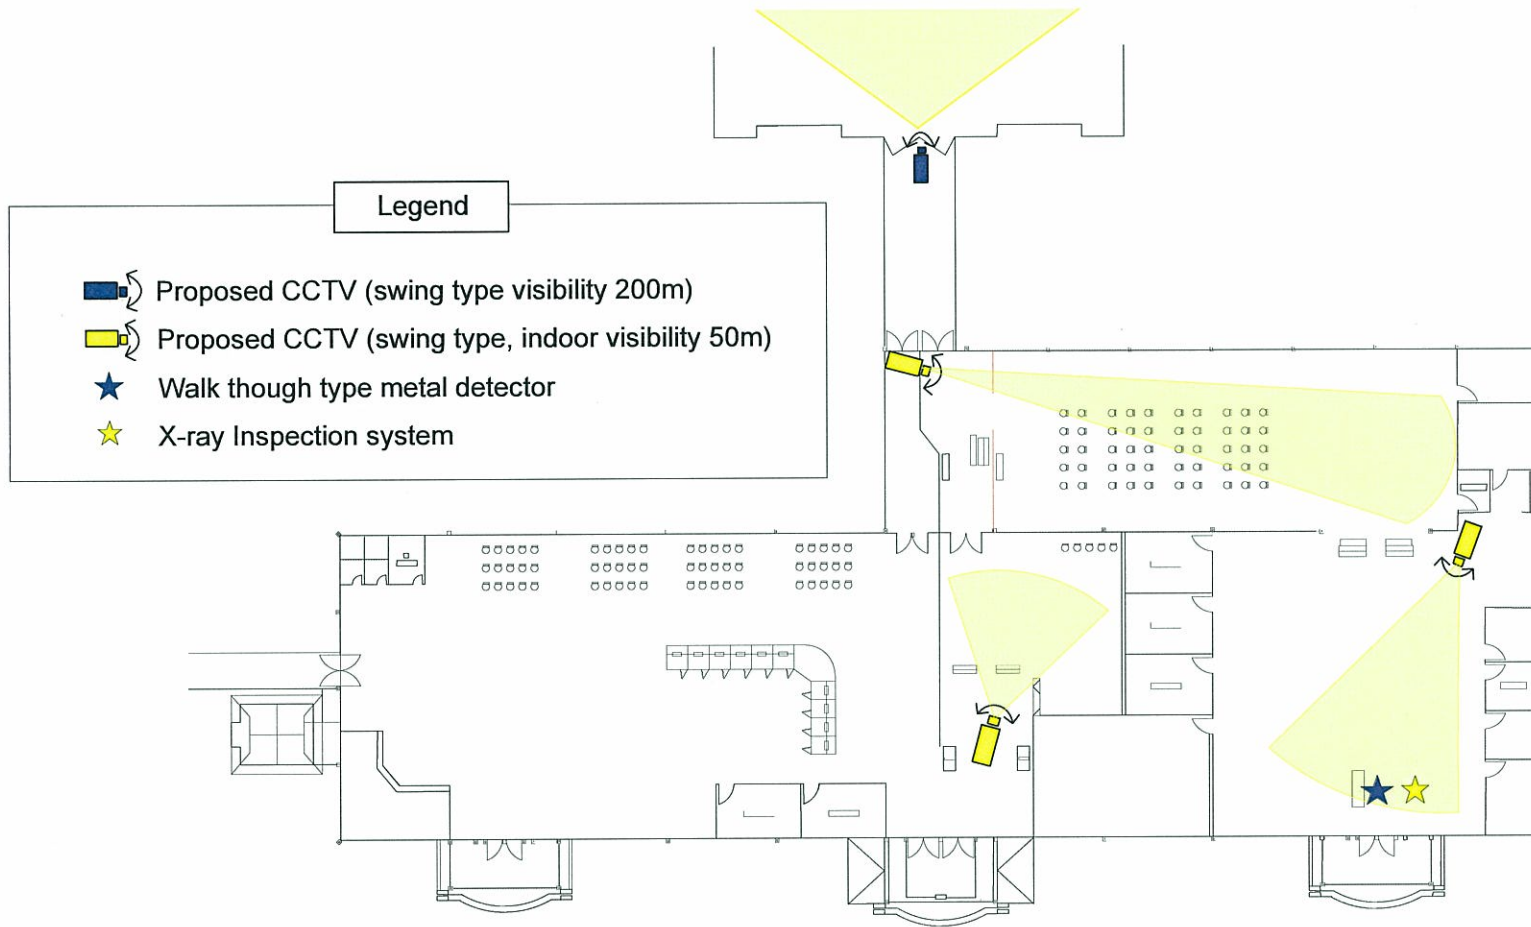 Legend
Proposed CCTV (swing type visibility 200m)
Proposed CCTV (swing type, indoor visibility 50m)
Walk though type metal detector
X-ray Inspection system